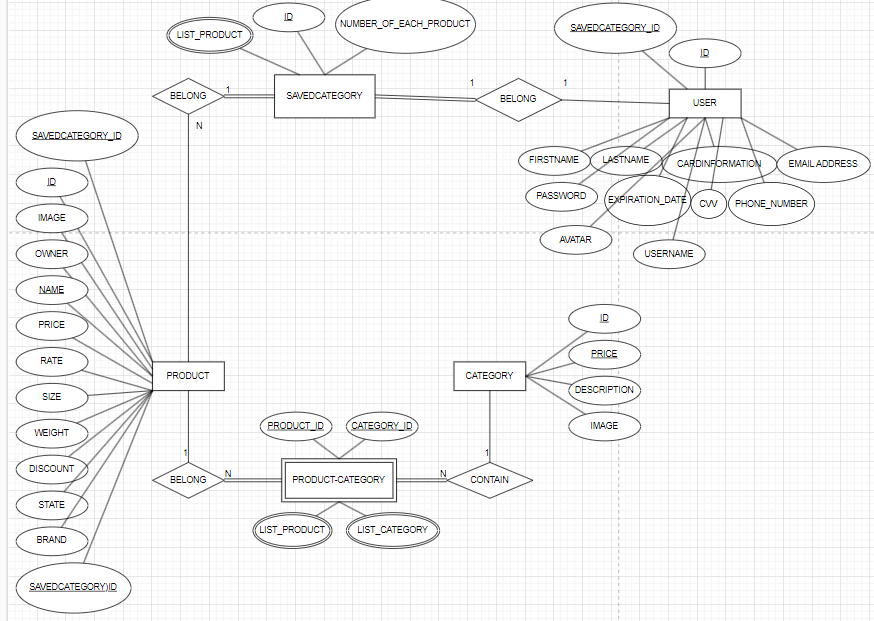 ID
NUMBER_OF_EACH_PRODUCT
LIST_PRODUCT
SAVEDCATEGORY_ID
ID
BELONG
1
SAVEDCATEGORY
1
BELONG
1
USER
N
SAVEDCATEGORY_ID
FIRSTNAME
LASTNAME
CARDINFORMATION
EMAIL ADDRESS
ID
PASSWORD
EXPIRATION_DATE
CVV
PHONE_NUMBER
IMAGE
AVATAR
OWNER
USERNAME
NAME
ID
PRICE
PRICE
RATE
PRODUCT
CATEGORY
DESCRIPTION
SIZE
IMAGE
WEIGHT
PRODUCT_ID
CATEGORY_ID
1
1
DISCOUNT
BELONG
N
PRODUCT-CATEGORY
N
CONTAIN
STATE
LIST_PRODUCT
LIST_CATEGORY
BRAND
SAVEDCATEGORY)ID